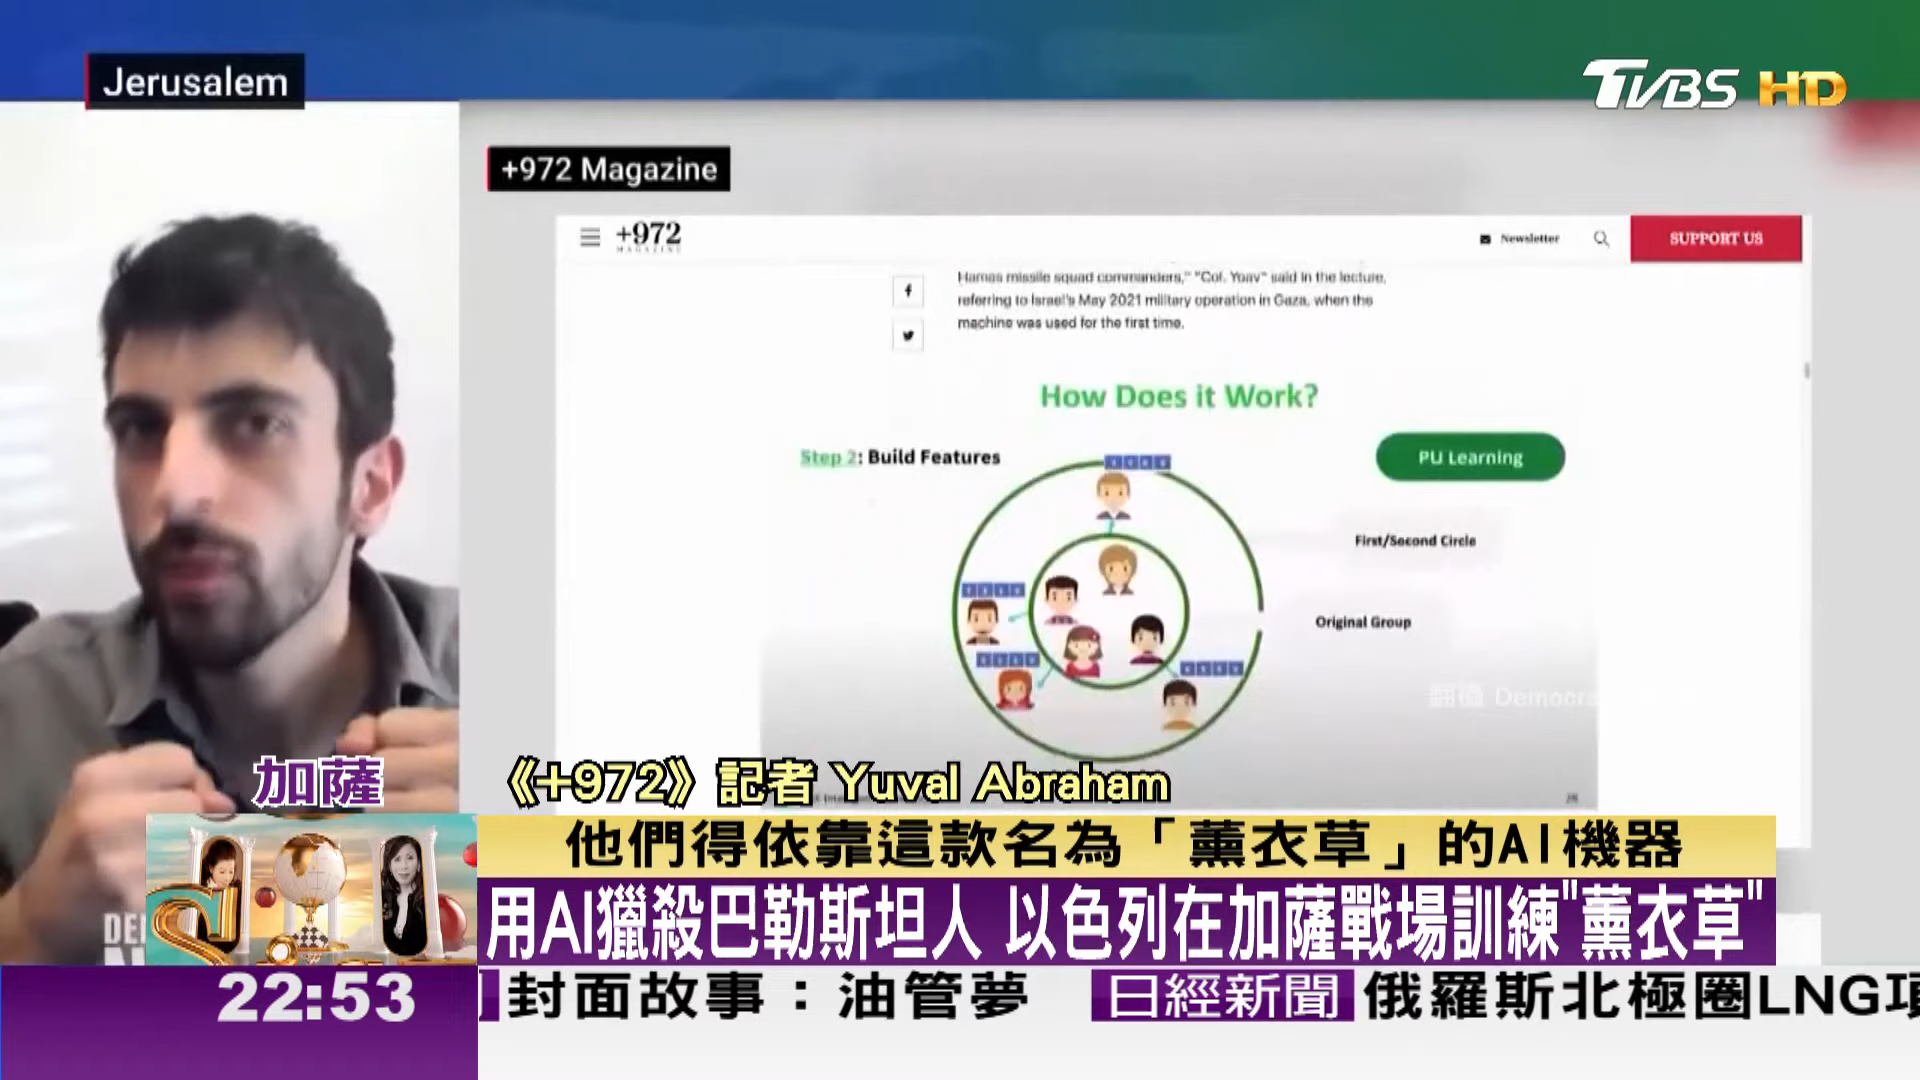 Jerusalem
TVBS HD
+972 Magazine
+972
MAGAZINE
Newsletter
SUPPORT US
Hamas missile squad commanders," "Col. Yoav" said in the lecture,
referring to Israel's May 2021 military operation in Gaza, when the
machine was used for the first time.
How Does it Work?
Step 2: Build Features
PU Learning
First/Second Circle
Original Group
翻攝 Democra
加薩
《+972》記者 Yuval Abraham
他們得依靠這款名為「薰衣草」的AI機器
用AI獵殺巴勒斯坦人 以色列在加薩戰場訓練"薰衣草"
22:53
封面故事：油管夢
日經新聞
俄羅斯北極圈LNG項